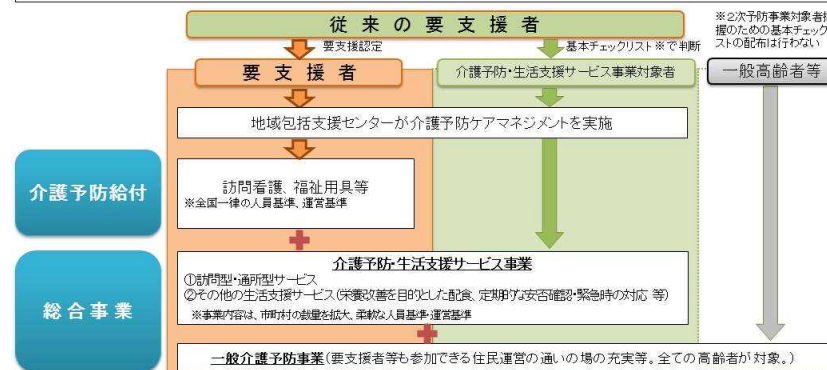 従来の要支援者
※2次予防事業対象者把
握のための基本チェック
ストの配布は行わない
要支援認定
基本チェックリスト※で判断
要支援者
介護予防・生活支援サービス事業対象者
一般高齢者等
地域包括支援センターが介護予防ケアマネジメントを実施
介護予防給付
訪問看護、福祉用具等
※全国一律の人員基準、運営基準
総合事業
介護予防・生活支援サービス事業
①訪問型・通所型サービス
②その他の生活支援サービス(栄養改善を目的とした配食、定期的な安否確認・緊急時の対応 等)
※事業内容は、市町村の裁量を拡大、柔軟な人員基準・運営基準
一般介護予防事業(要支援者等も参加できる住民運営の通いの場の充実等。全ての高齢者が対象。)